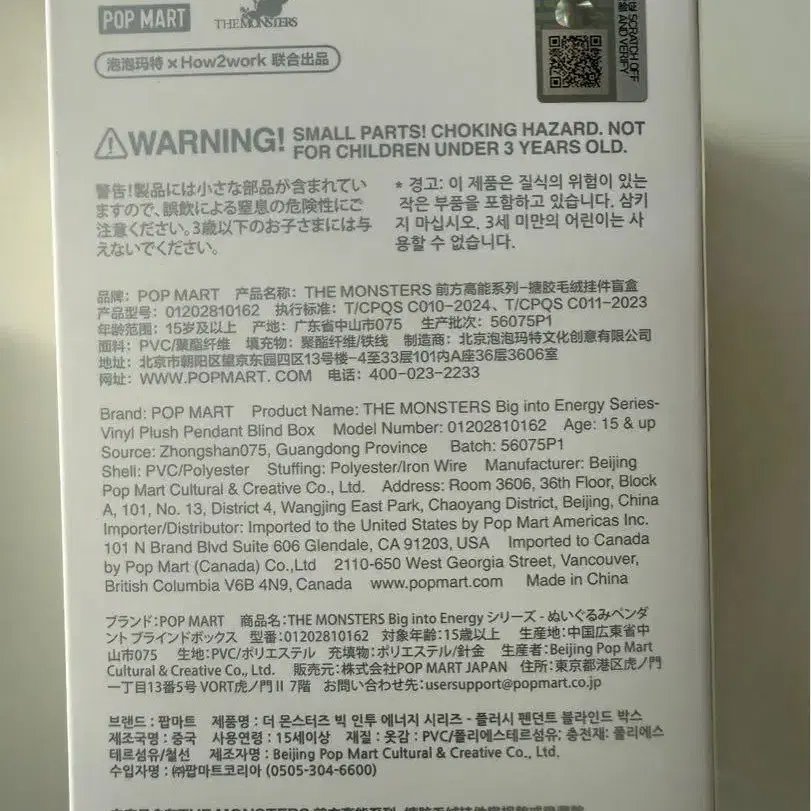 POP MART
THE MONSTERS
泡泡玛特 × How2work 联合出品
SCRATCH OFF
AND VERIFY
WARNING! SMALL PARTS! CHOKING HAZARD. NOT
FOR CHILDREN UNDER 3 YEARS OLD.
警告!製品には小さな部品が含まれてい
ますので、誤飲による窒息の危険性にご
注意ください。3歳以下のお子さまには与
えないでください。
* 경고: 이 제품은 질식의 위험이 있는
작은 부품을 포함하고 있습니다. 삼키
지 마십시오. 3세 미만의 어린이는 사
용할 수 없습니다.
品牌: POP MART 产品名称: THE MONSTERS 前方高能系列-搪胶毛绒挂件盲盒
产品型号: 01202810162 执行标准: T/CPQS C010-2024、T/CPQS C011-2023
年龄范围: 15岁及以上 产地: 广东省中山市075 生产批次: 56075P1
面料: PVC/聚酯纤维 填充物: 聚酯纤维/铁线 制造商: 北京泡泡玛特文化创意有限公司
地址: 北京市朝阳区望京东园四区13号楼-4至33层101内A座36层3606室
网址: WWW.POPMART.COM 电话: 400-023-2233
Brand: POP MART Product Name: THE MONSTERS Big into Energy Series-
Vinyl Plush Pendant Blind Box Model Number: 01202810162 Age: 15 & up
Source: Zhongshan075, Guangdong Province Batch: 56075P1
Shell: PVC/Polyester Stuffing: Polyester/Iron Wire Manufacturer: Beijing
Pop Mart Cultural & Creative Co., Ltd. Address: Room 3606, 36th Floor, Block
A, 101, No. 13, District 4, Wangjing East Park, Chaoyang District, Beijing, China
Importer/Distributor: Imported to the United States by Pop Mart Americas Inc.
101 N Brand Blvd Suite 606 Glendale, CA 91203, USA Imported to Canada
by Pop Mart (Canada) Co.,Ltd 2110-650 West Georgia Street, Vancouver,
British Columbia V6B 4N9, Canada www.popmart.com Made in China
ブランド:POP MART 商品名:THE MONSTERS Big into Energy シリーズ - ぬいぐるみペンダ
ント ブラインドボックス 型番:01202810162 対象年齢:15歳以上 生産地:中国広東省中
山市075 生地:PVC/ポリエステル 充填物:ポリエステル/針金 生産者:Beijing Pop Mart
Cultural & Creative Co., Ltd. 販売元:株式会社POP MART JAPAN 住所:東京都港区虎ノ門
一丁目13番5号 VORT虎ノ門Ⅱ 7階 お問い合わせ先:usersupport@popmart.co.jp
브랜드 : 팝마트 제품명 : 더 몬스터즈 빅 인투 에너지 시리즈 - 플러시 펜던트 블라인드 박스
제조국명 : 중국 사용연령 : 15세이상 재질 : 옷감 : PVC/폴리에스테르섬유; 충전재: 폴리에스
테르섬유/철선 제조자명 : Beijing Pop Mart Cultural & Creative Co., Ltd.
수입자명 : ㈜팝마트코리아 (0505-304-6600)